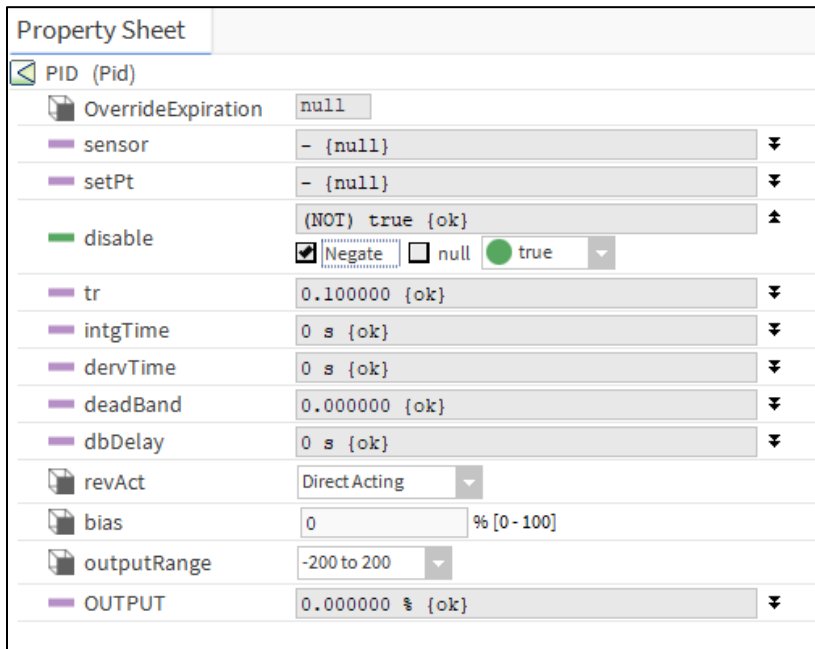 Property Sheet
PID (Pid)
OverrideExpiration null
sensor - {null}
setPt - {null}
disable (NOT) true {ok}
Negate null true
tr 0.100000 {ok}
intgTime 0 s {ok}
dervTime 0 s {ok}
deadBand 0.000000 {ok}
dbDelay 0 s {ok}
revAct Direct Acting
bias 0 % [0 - 100]
outputRange -200 to 200
OUTPUT 0.000000 % {ok}